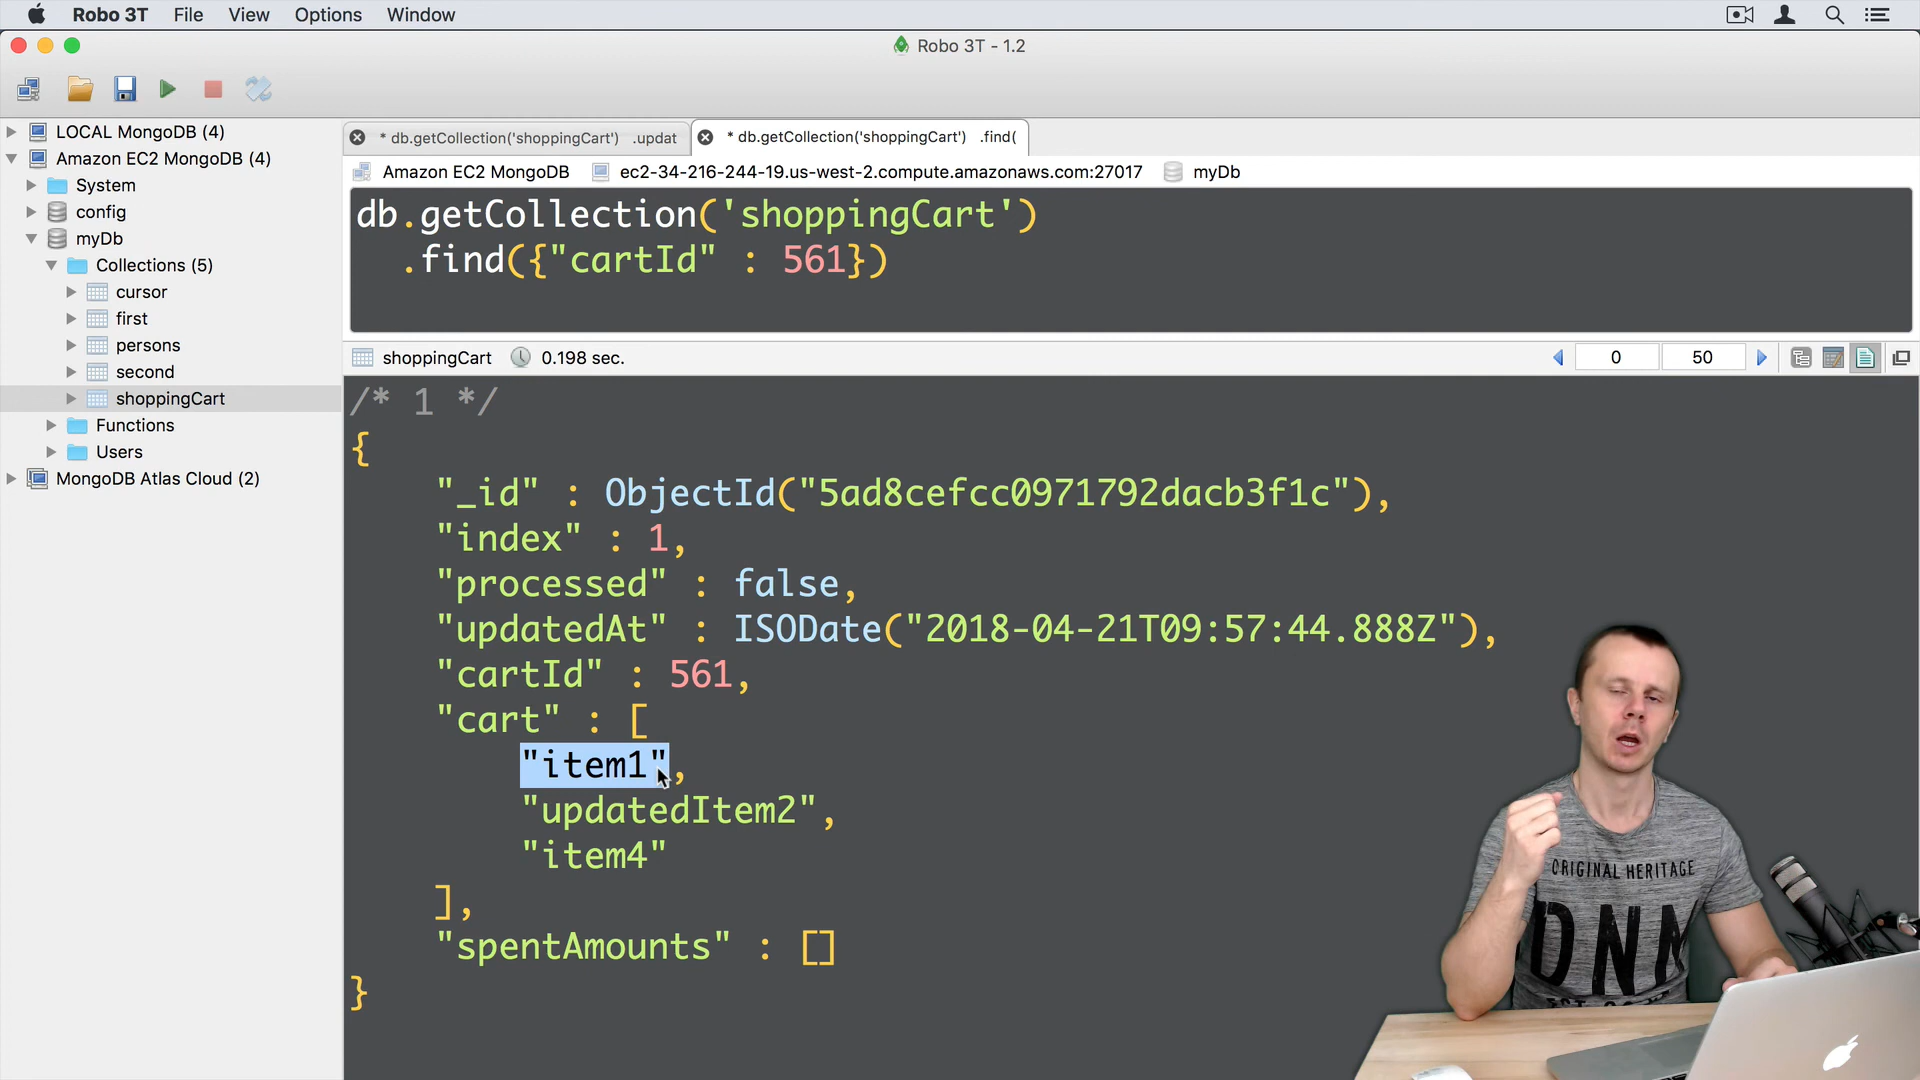 Robo 3T File View Options Window
Robo 3T - 1.2
LOCAL MongoDB (4)
Amazon EC2 MongoDB (4)
System
config
myDb
Collections (5)
cursor
first
persons
second
shoppingCart
Functions
Users
MongoDB Atlas Cloud (2)
* db.getCollection('shoppingCart') .updat
* db.getCollection('shoppingCart') .find(
Amazon EC2 MongoDB ec2-34-216-244-19.us-west-2.compute.amazonaws.com:27017 myDb
db.getCollection('shoppingCart')
.find({"cartId" : 561})
shoppingCart 0.198 sec. 0 50
/* 1 */
{
"_id" : ObjectId("5ad8cefcc0971792dacb3f1c"),
"index" : 1,
"processed" : false,
"updatedAt" : ISODate("2018-04-21T09:57:44.888Z"),
"cartId" : 561,
"cart" : [
"item1",
"updatedItem2",
"item4"
],
"spentAmounts" : []
}
ORIGINAL HERITAGE
DNM